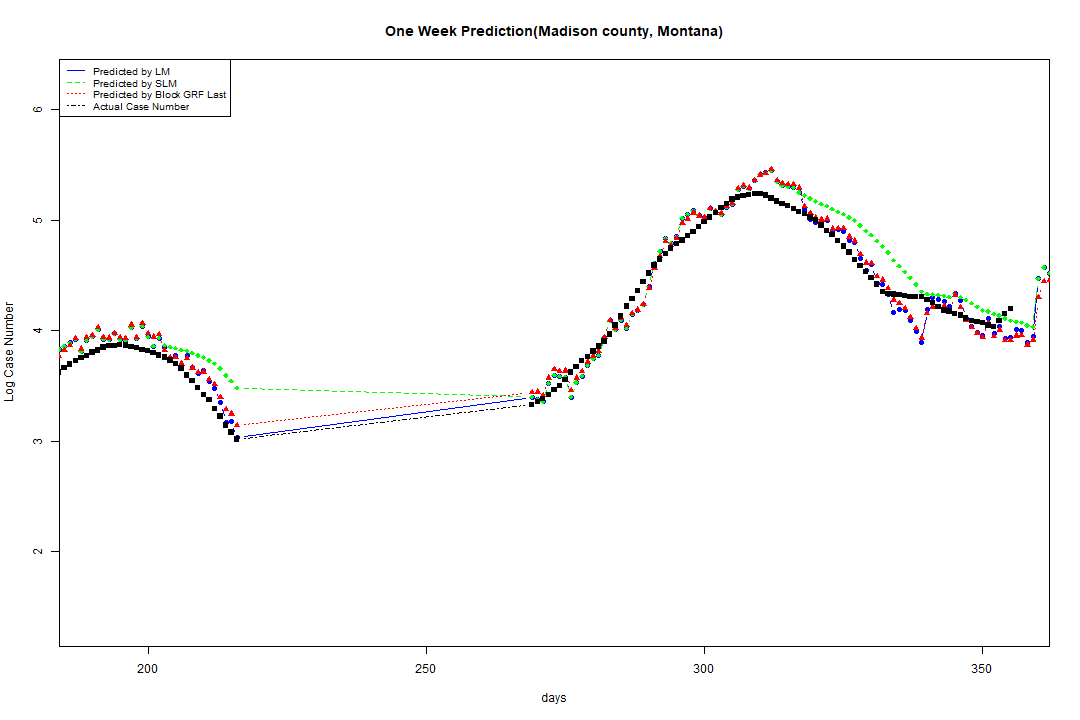 One Week Prediction(Madison county, Montana)
Predicted by LM
Predicted by SLM
Predicted by Block GRF Last
Actual Case Number
6
5
4
3
2
Log Case Number
200 250 300 350
days